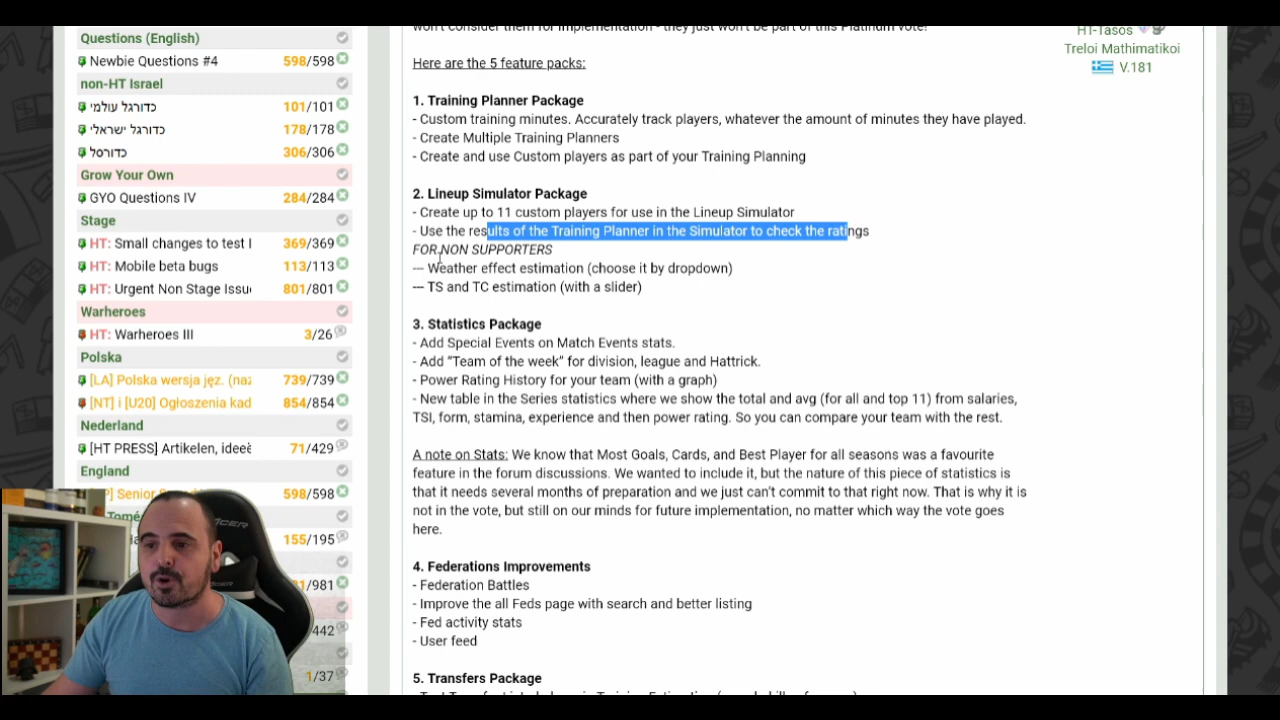 Questions (English)
Newbie Questions #4 598/598
non-HT Israel
כדורגל עולמי 101/101
כדורגל ישראלי 178/178
כדורסל 306/306
Grow Your Own
GYO Questions IV 284/284
Stage
HT: Small changes to test l 369/369
HT: Mobile beta bugs 113/113
HT: Urgent Non Stage Issu 801/801
Warheroes
HT: Warheroes III 3/26
Polska
[LA] Polska wersja jęz. (naz 739/739
[NT] i [U20] Ogłoszenia kad 854/854
Nederland
[HT PRESS] Artikelen, ideeë 71/429
England
598/598
155/195
/981
442
1/37
Here are the 5 feature packs:
1. Training Planner Package
- Custom training minutes. Accurately track players, whatever the amount of minutes they have played.
- Create Multiple Training Planners
- Create and use Custom players as part of your Training Planning
2. Lineup Simulator Package
- Create up to 11 custom players for use in the Lineup Simulator
- Use the results of the Training Planner in the Simulator to check the ratings
FOR NON SUPPORTERS
--- Weather effect estimation (choose it by dropdown)
--- TS and TC estimation (with a slider)
3. Statistics Package
- Add Special Events on Match Events stats.
- Add "Team of the week" for division, league and Hattrick.
- Power Rating History for your team (with a graph)
- New table in the Series statistics where we show the total and avg (for all and top 11) from salaries,
TSI, form, stamina, experience and then power rating. So you can compare your team with the rest.
A note on Stats: We know that Most Goals, Cards, and Best Player for all seasons was a favourite
feature in the forum discussions. We wanted to include it, but the nature of this piece of statistics is
that it needs several months of preparation and we just can't commit to that right now. That is why it is
not in the vote, but still on our minds for future implementation, no matter which way the vote goes
here.
4. Federations Improvements
- Federation Battles
- Improve the all Feds page with search and better listing
- Fed activity stats
- User feed
5. Transfers Package
HT-Tasos
Treloi Mathimatikoi
V.181